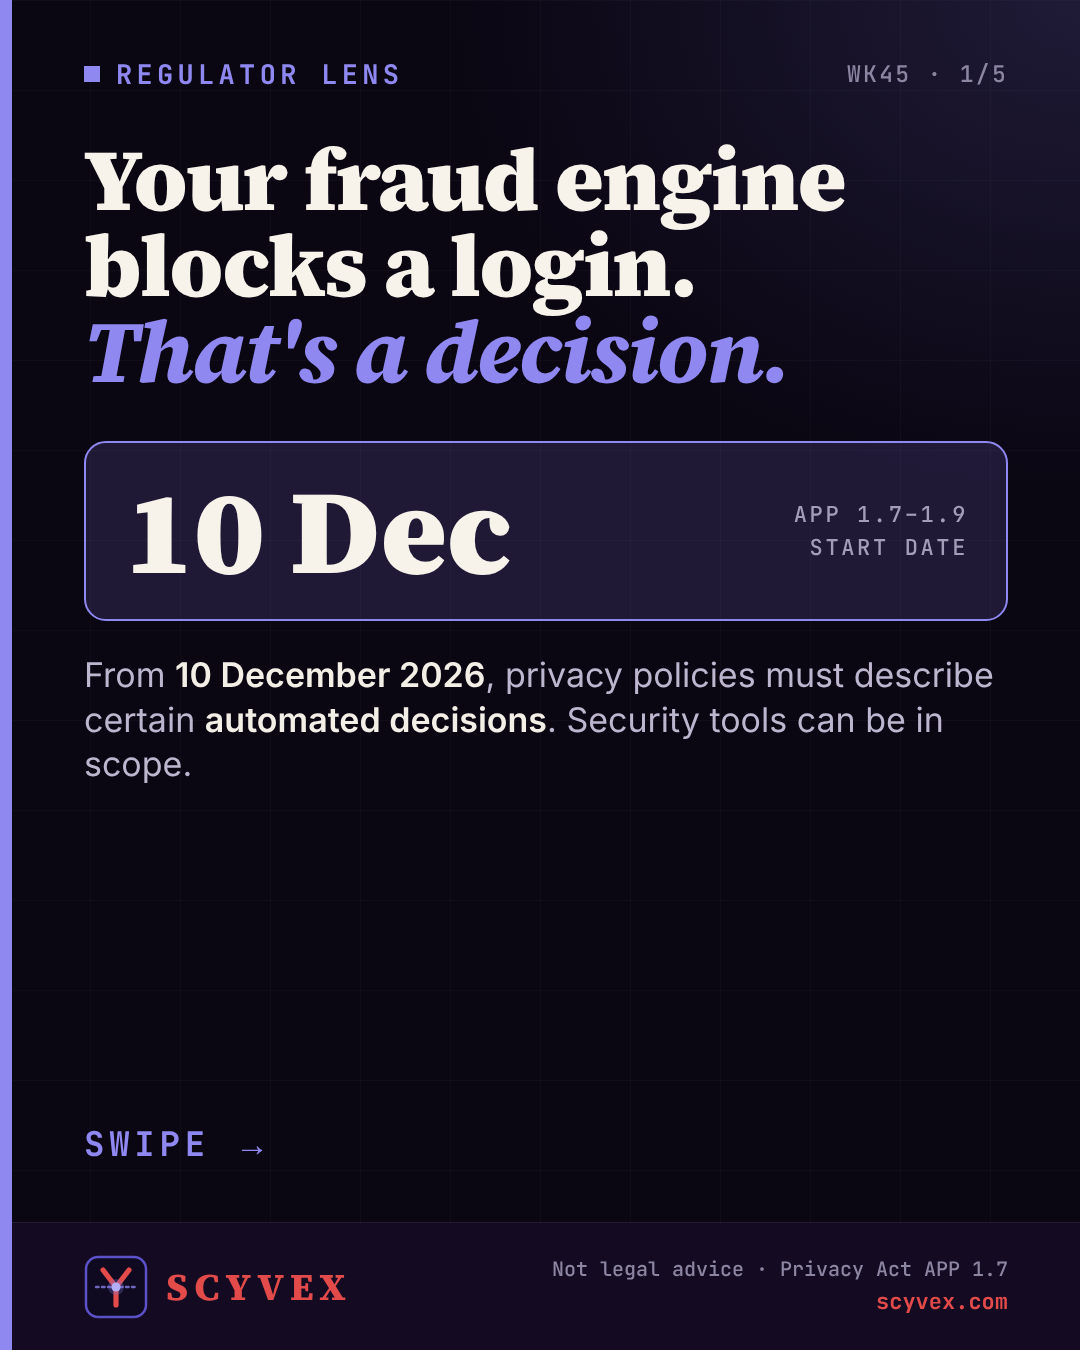 REGULATOR LENS
WK45 · 1/5
Your fraud engine
blocks a login.
That's a decision.
10 Dec
APP 1.7–1.9
START DATE
From 10 December 2026, privacy policies must describe
certain automated decisions. Security tools can be in
scope.
SWIPE →
SCYVEX
Not legal advice · Privacy Act APP 1.7
scyvex.com